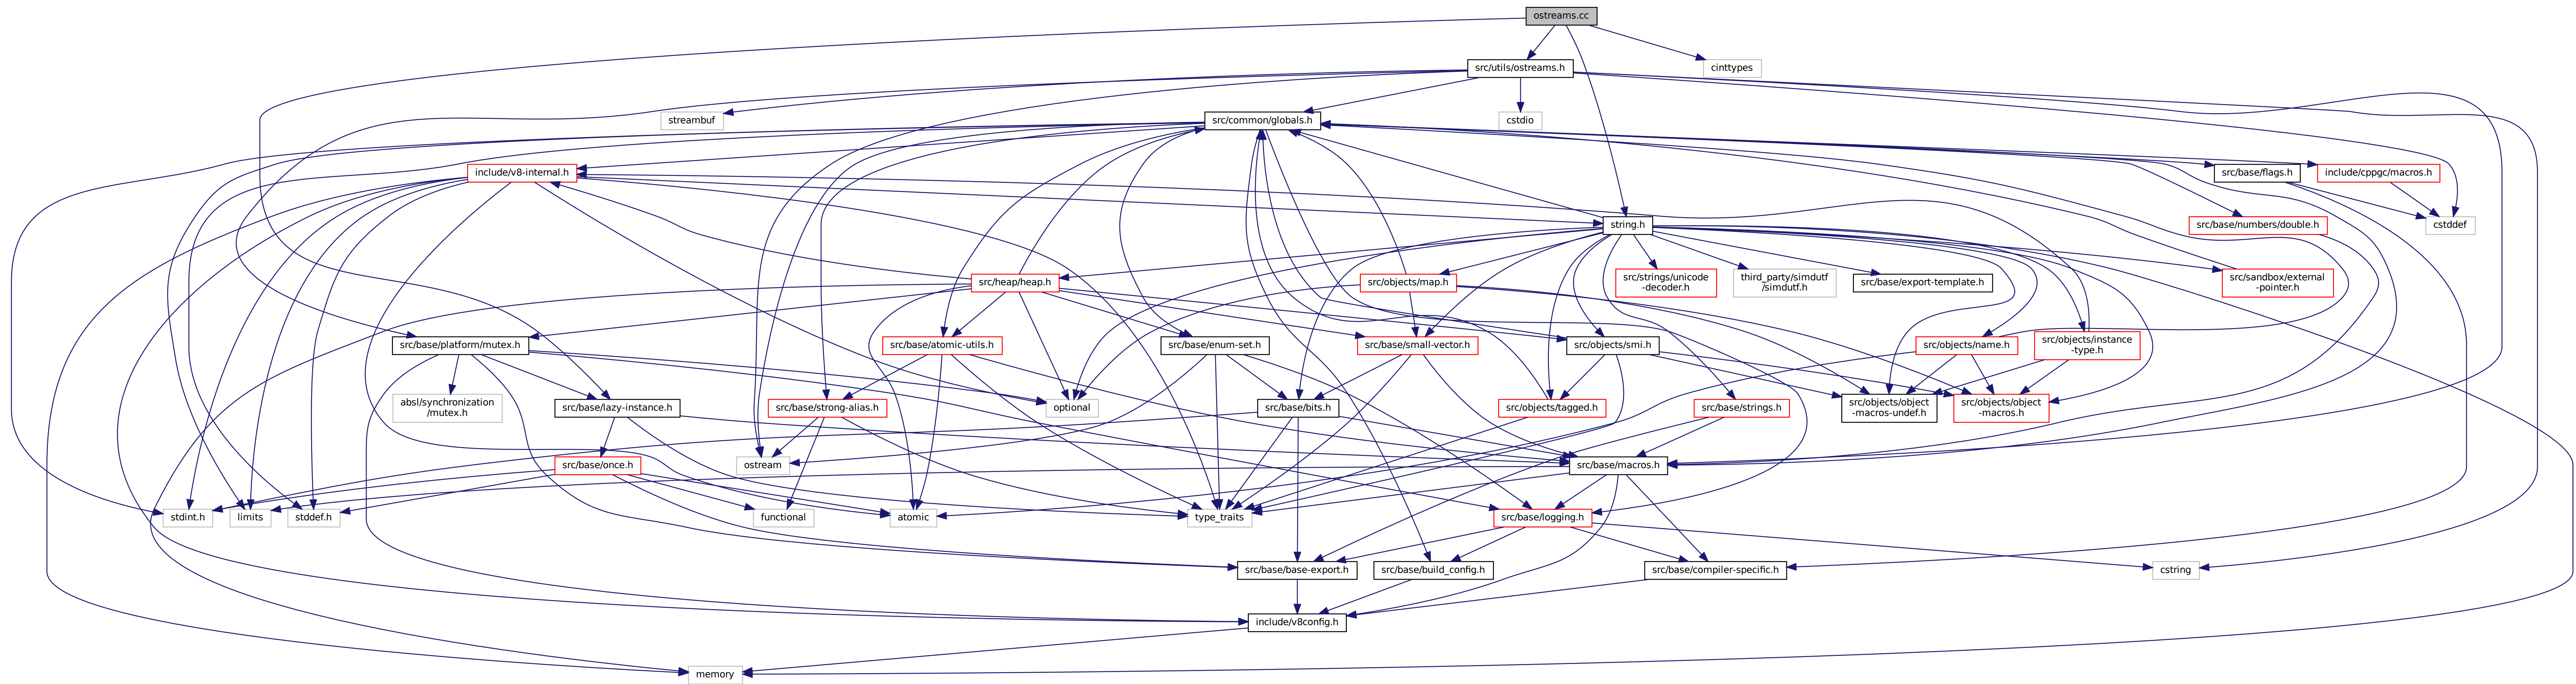 ostreams.cc
src/utils/ostreams.h
cinttypes
streambuf
src/common/globals.h
cstdio
include/v8-internal.h
src/base/flags.h
include/cppgc/macros.h
string.h
src/base/numbers/double.h
cstddef
src/heap/heap.h
src/objects/map.h
src/strings/unicode
-decoder.h
third_party/simdutf
/simdutf.h
src/base/export-template.h
src/sandbox/external
-pointer.h
src/base/platform/mutex.h
src/base/atomic-utils.h
src/base/enum-set.h
src/base/small-vector.h
src/objects/smi.h
src/objects/name.h
src/objects/instance
-type.h
absl/synchronization
/mutex.h
src/base/lazy-instance.h
src/base/strong-alias.h
optional
src/base/bits.h
src/objects/tagged.h
src/base/strings.h
src/objects/object
-macros-undef.h
src/objects/object
-macros.h
src/base/once.h
ostream
src/base/macros.h
stdint.h
limits
stddef.h
functional
atomic
type_traits
src/base/logging.h
src/base/base-export.h
src/base/build_config.h
src/base/compiler-specific.h
cstring
include/v8config.h
memory